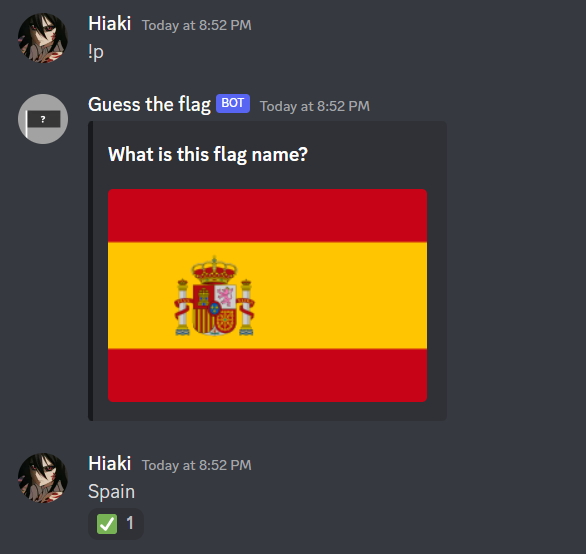 Hiaki Today at 8:52 PM
!p
?
Guess the flag BOT Today at 8:52 PM
What is this flag name?
Hiaki Today at 8:52 PM
Spain
1